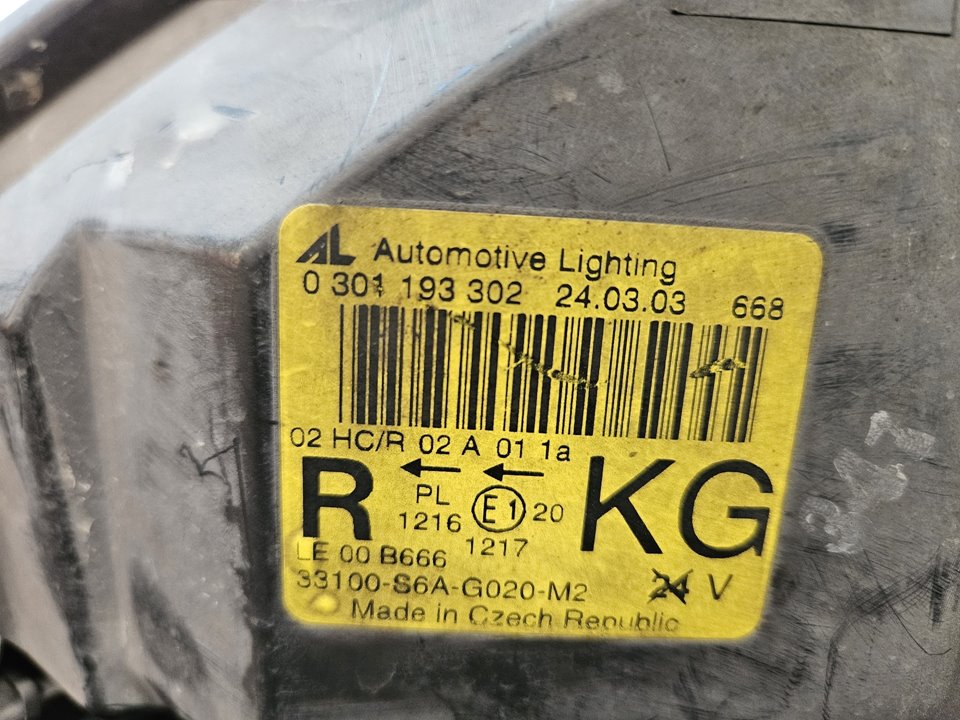 AL Automotive Lighting
0 301 193 302 24.03.03 668
02 HC/R 02 A 01 1a
R ← ← KG
PL E1 20
1216 1217
LE 00 B666
33100-S6A-G020-M2 24 V
Made in Czech Republic